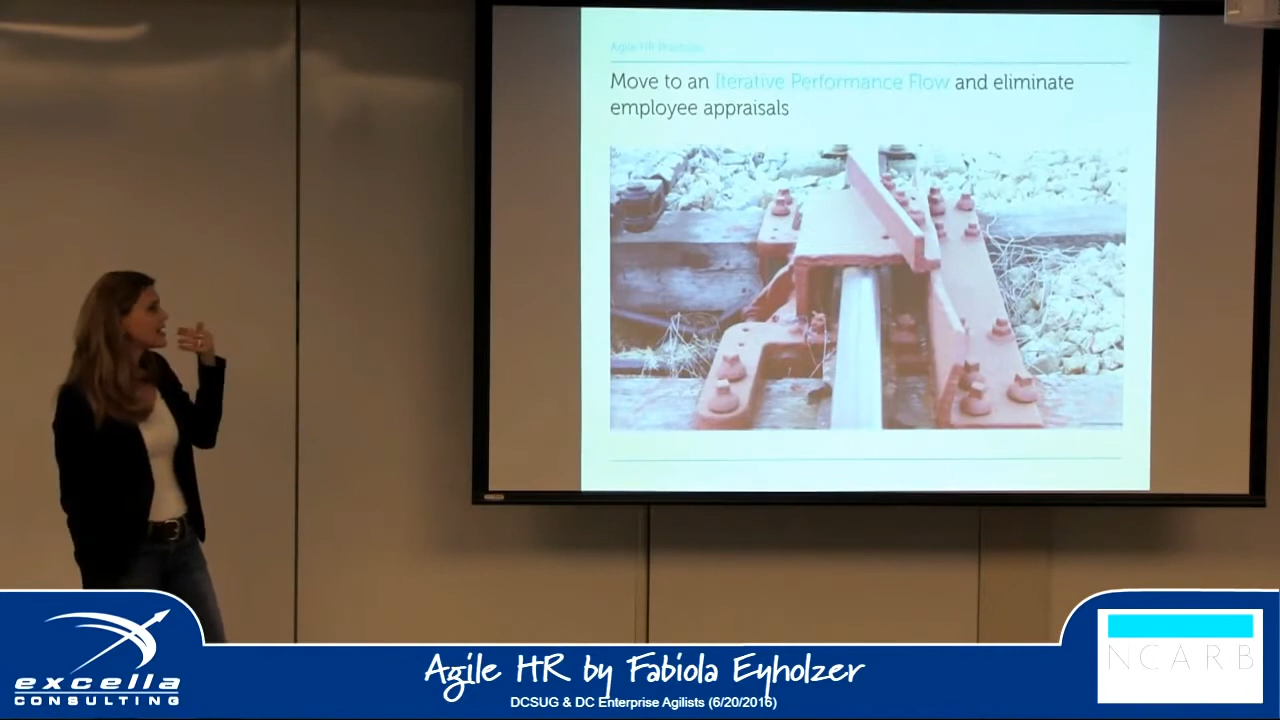 Agile HR Practices
Move to an Iterative Performance Flow and eliminate
employee appraisals
excella
CONSULTING
Agile HR by Fabiola Eyholzer
DCSUG & DC Enterprise Agilists (6/20/2016)
NCARB